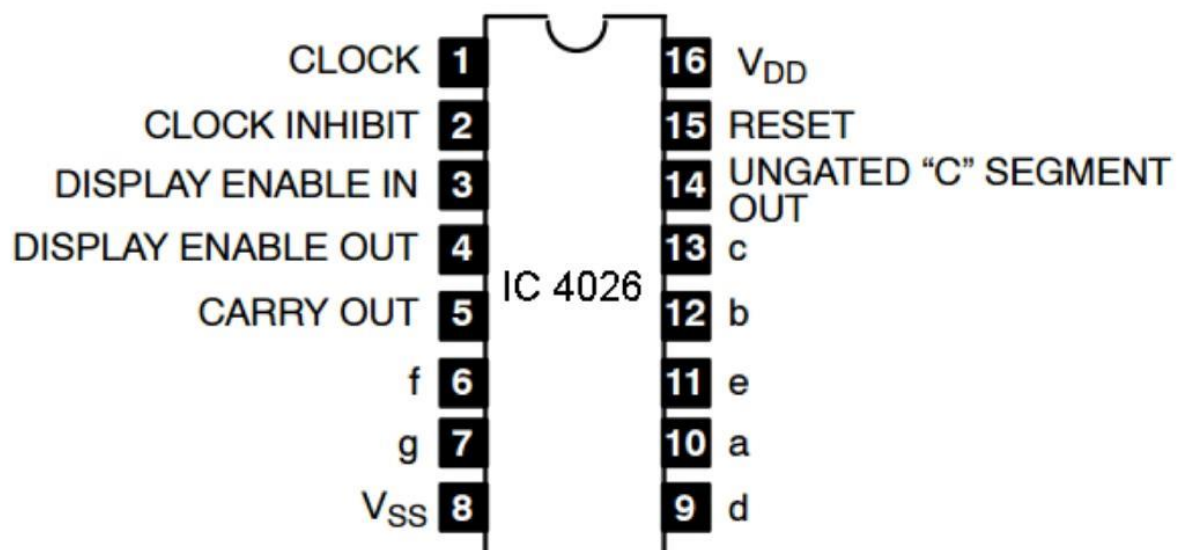 CLOCK 1
CLOCK INHIBIT 2
DISPLAY ENABLE IN 3
DISPLAY ENABLE OUT 4
CARRY OUT 5
f 6
g 7
VSS 8
IC 4026
16 VDD
15 RESET
14 UNGATED “C” SEGMENT
OUT
13 c
12 b
11 e
10 a
9 d